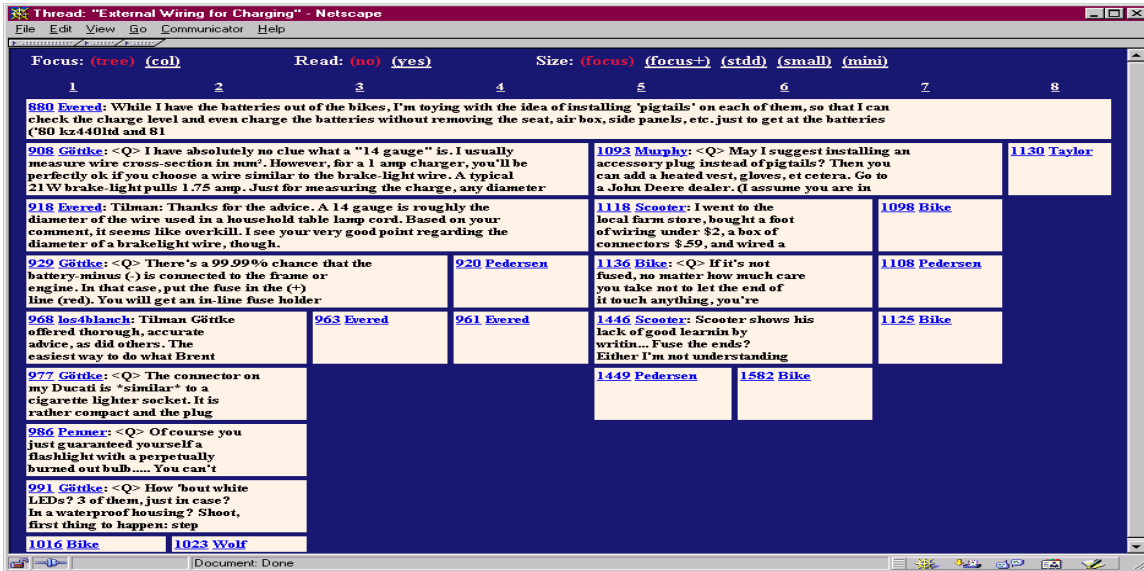 Thread: "External Wiring for Charging" - Netscape
File Edit View Go Communicator Help
Focus: (tree) (col) Read: (no) (yes) Size: (focus) (focus+) (stdd) (small) (mini)
1 2 3 4 5 6 7 8
880 Evered: While I have the batteries out of the bikes, I'm toying with the idea of installing 'pigtails' on each of them, so that I can
check the charge level and even charge the batteries without removing the seat, air box, side panels, etc. just to get at the batteries
('80 kz440ltd and 81
908 Göttke: <Q> I have absolutely no clue what a "14 gauge" is. I usually
measure wire cross-section in mm². However, for a 1 amp charger, you'll be
perfectly ok if you choose a wire similar to the brake-light wire. A typical
21W brake-light pulls 1.75 amp. Just for measuring the charge, any diameter
1093 Murphy: <Q> May I suggest installing an
accessory plug instead of pigtails? Then you
can add a heated vest, gloves, et cetera. Go to
a John Deere dealer. (I assume you are in
1130 Taylor
918 Evered: Tilman: Thanks for the advice. A 14 gauge is roughly the
diameter of the wire used in a household table lamp cord. Based on your
comment, it seems like overkill. I see your very good point regarding the
diameter of a brakelight wire, though.
1118 Scooter: I went to the
local farm store, bought a foot
of wiring under $2, a box of
connectors $.59, and wired a
1098 Bike
929 Göttke: <Q> There's a 99.99% chance that the
battery-minus (-) is connected to the frame or
engine. In that case, put the fuse in the (+)
line (red). You will get an in-line fuse holder
920 Pedersen
1136 Bike: <Q> If it's not
fused, no matter how much care
you take not to let the end of
it touch anything, you're
1108 Pedersen
968 los4blanch: Tilman Göttke
offered thorough, accurate
advice, as did others. The
easiest way to do what Brent
963 Evered
961 Evered
1446 Scooter: Scooter shows his
lack of good learnin by
writin... Fuse the ends?
Either I'm not understanding
1125 Bike
977 Göttke: <Q> The connector on
my Ducati is *similar* to a
cigarette lighter socket. It is
rather compact and the plug
1449 Pedersen
1582 Bike
986 Penner: <Q> Of course you
just guaranteed yourself a
flashlight with a perpetually
burned out bulb..... You can't
991 Göttke: <Q> How 'bout white
LEDs? 3 of them, just in case?
In a waterproof housing? Shoot,
first thing to happen: step
1016 Bike
1023 Wolf
Document: Done